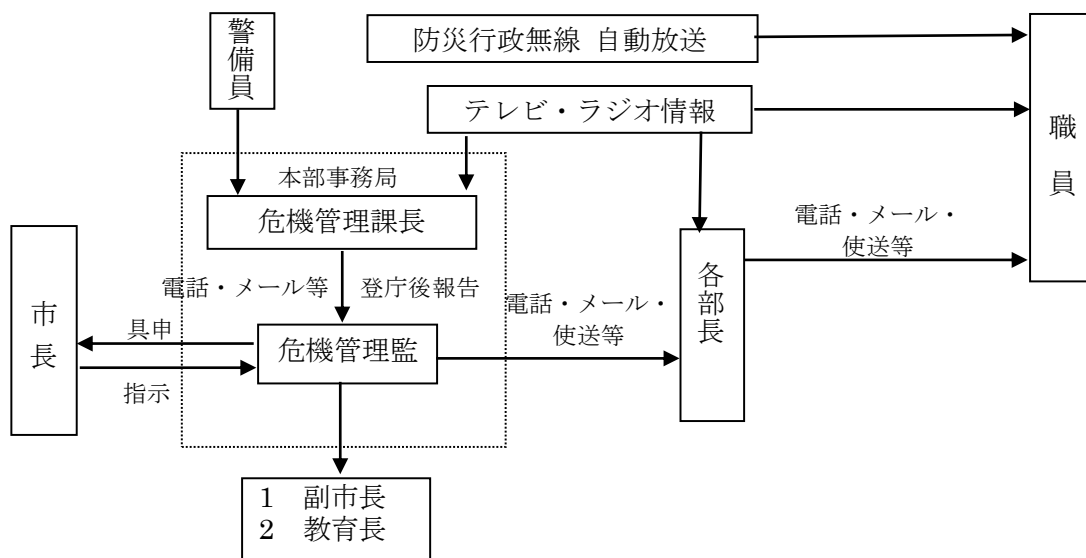 警備員
防災行政無線 自動放送
テレビ・ラジオ情報
職員
本部事務局
危機管理課長
電話・メール・
使送等
各部長
市長
電話・メール等
登庁後報告
電話・メール・
使送等
具申
危機管理監
指示
1 副市長
2 教育長